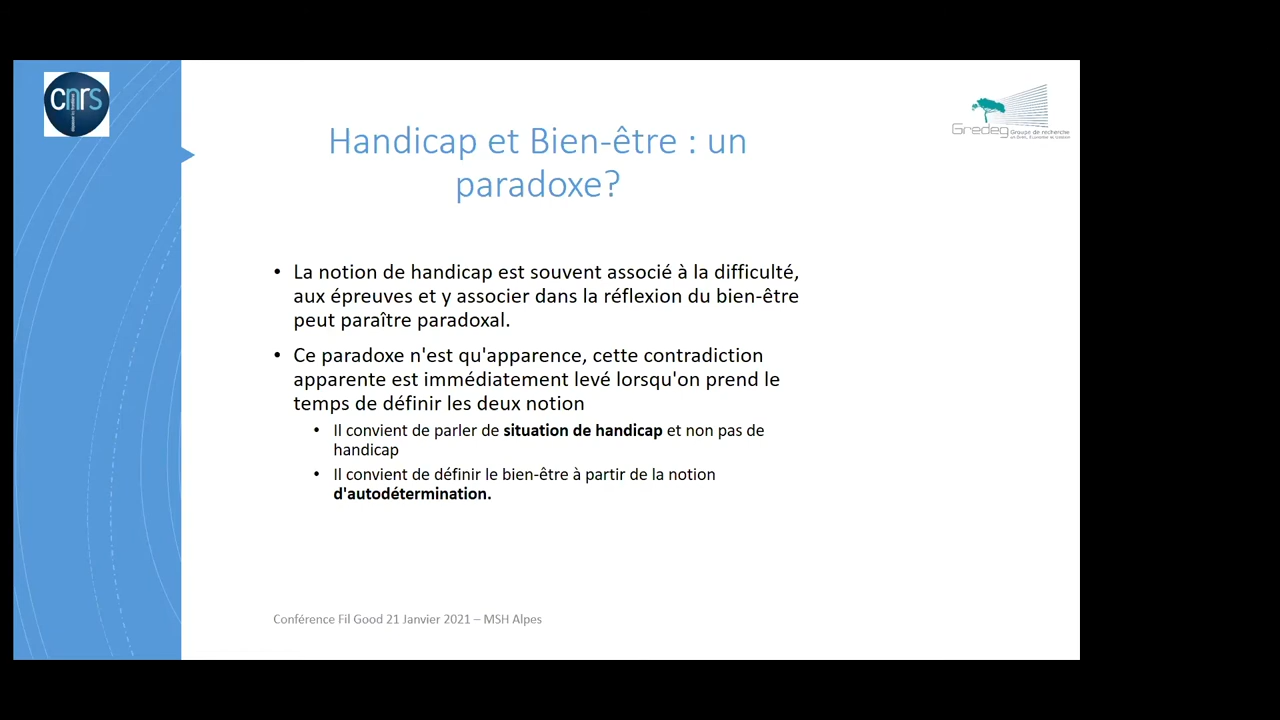 cnrs
Gredeg
Groupe de recherche
Handicap et Bien-être : un
paradoxe?
• La notion de handicap est souvent associé à la difficulté,
aux épreuves et y associer dans la réflexion du bien-être
peut paraître paradoxal.
• Ce paradoxe n'est qu'apparence, cette contradiction
apparente est immédiatement levé lorsqu'on prend le
temps de définir les deux notion
• Il convient de parler de situation de handicap et non pas de
handicap
• Il convient de définir le bien-être à partir de la notion
d'autodétermination.
Conférence Fil Good 21 Janvier 2021 – MSH Alpes